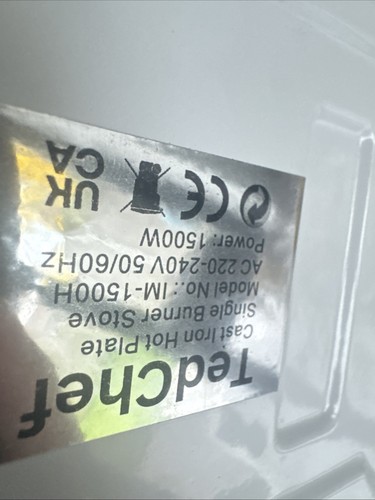 TedChef
Cast Iron Hot Plate
Single Burner Stove
Model No.: IM-1500H
AC 220-240V 50/60Hz
Power: 1500W
CE
UK
CA